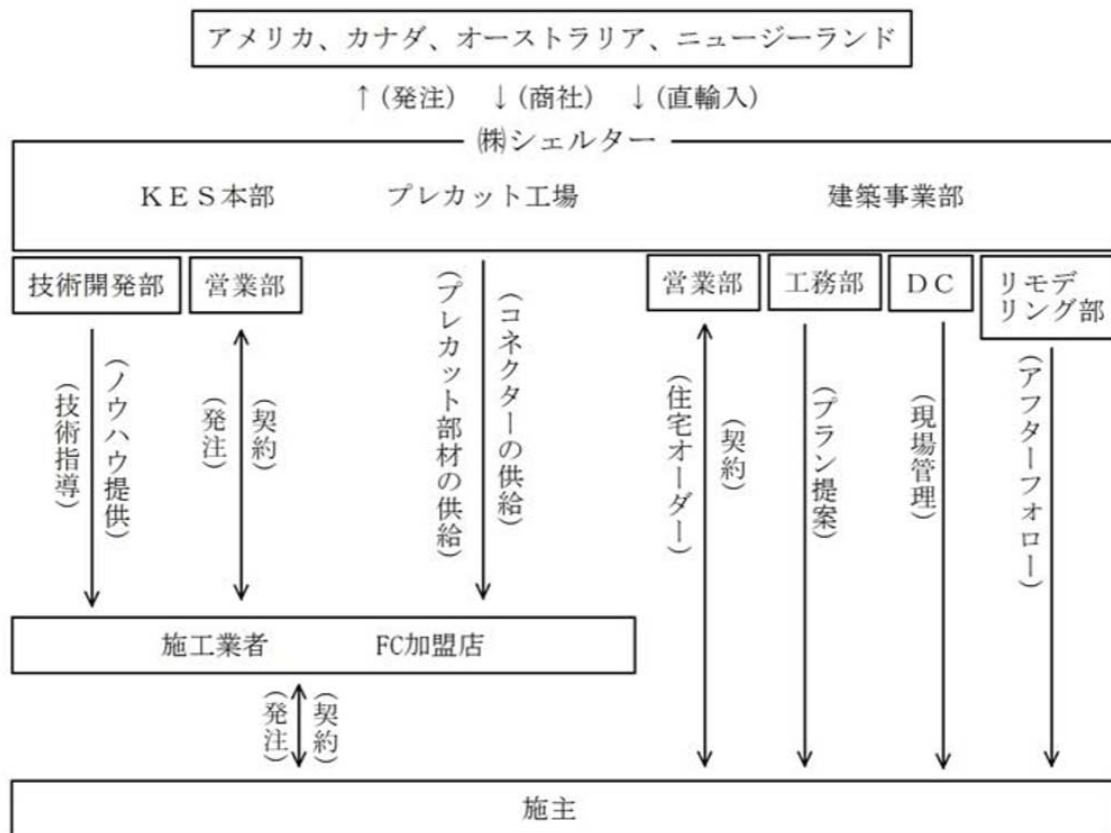 アメリカ、カナダ、オーストラリア、ニュージーランド
↑(発注) ↓(商社) ↓(直輸入)
㈱シェルター
KES本部 プレカット工場 建築事業部
技術開発部
営業部
営業部
工務部
DC
リモデ
リング部
(ノウハウ提供)
(技術指導)
(契約)
(発注)
(コネクターの供給)
(プレカット部材の供給)
(契約)
(住宅オーダー)
(プラン提案)
(現場管理)
(アフターフォロー)
施工業者 FC加盟店
(契約)
(発注)
施主